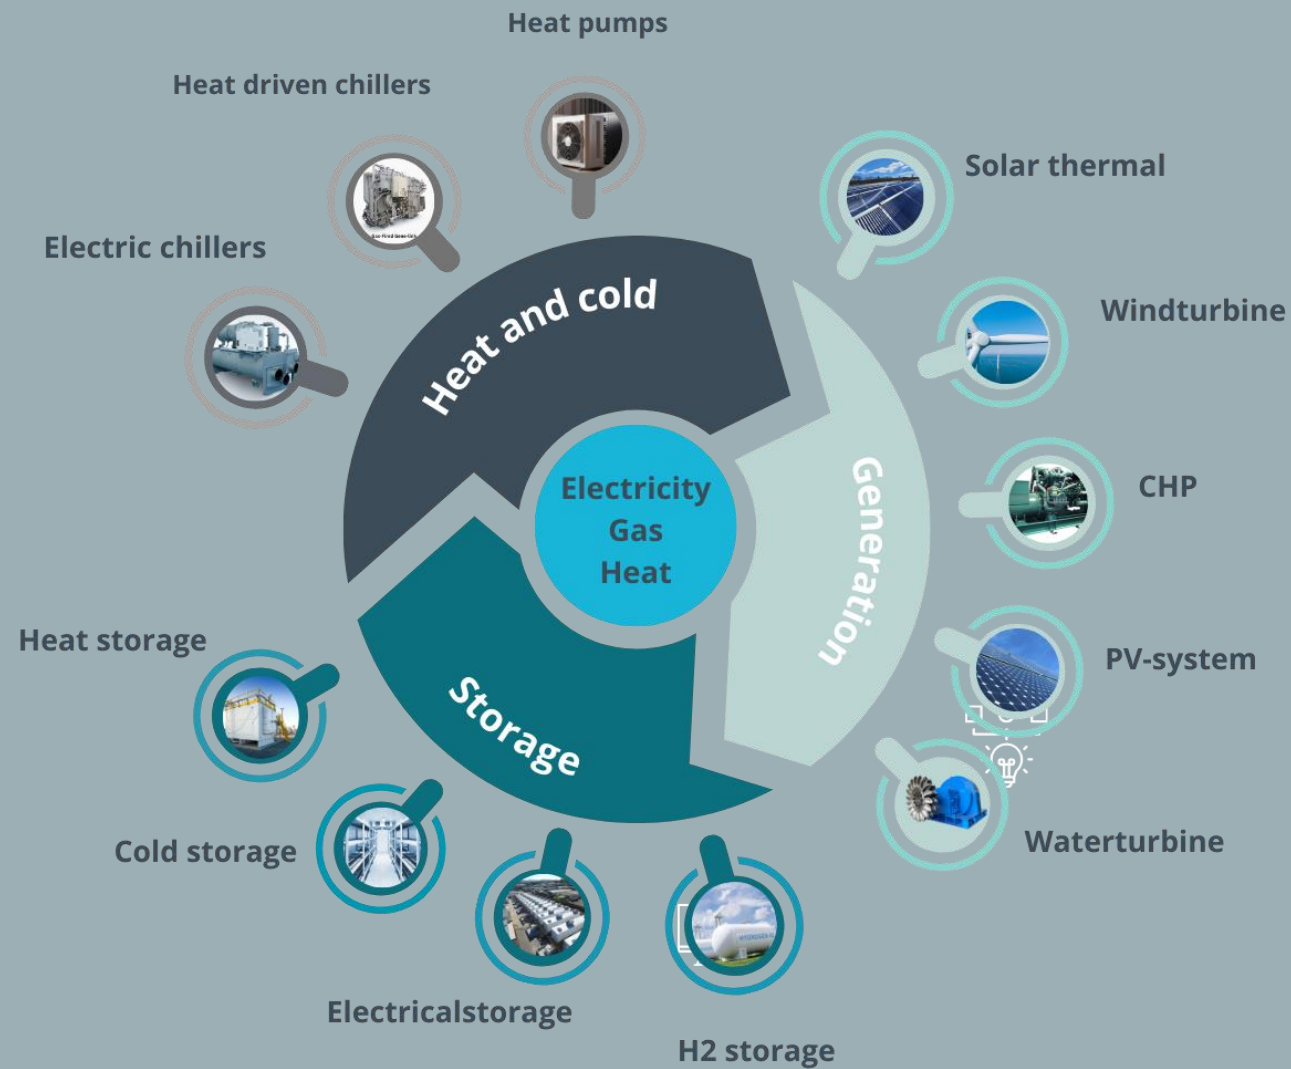 Heat pumps
Heat driven chillers
Solar thermal
Electric chillers
Windturbine
Heat and cold
Generation
CHP
Electricity
Gas
Heat
Heat storage
PV-system
Storage
Cold storage
Waterturbine
Electricalstorage
H2 storage